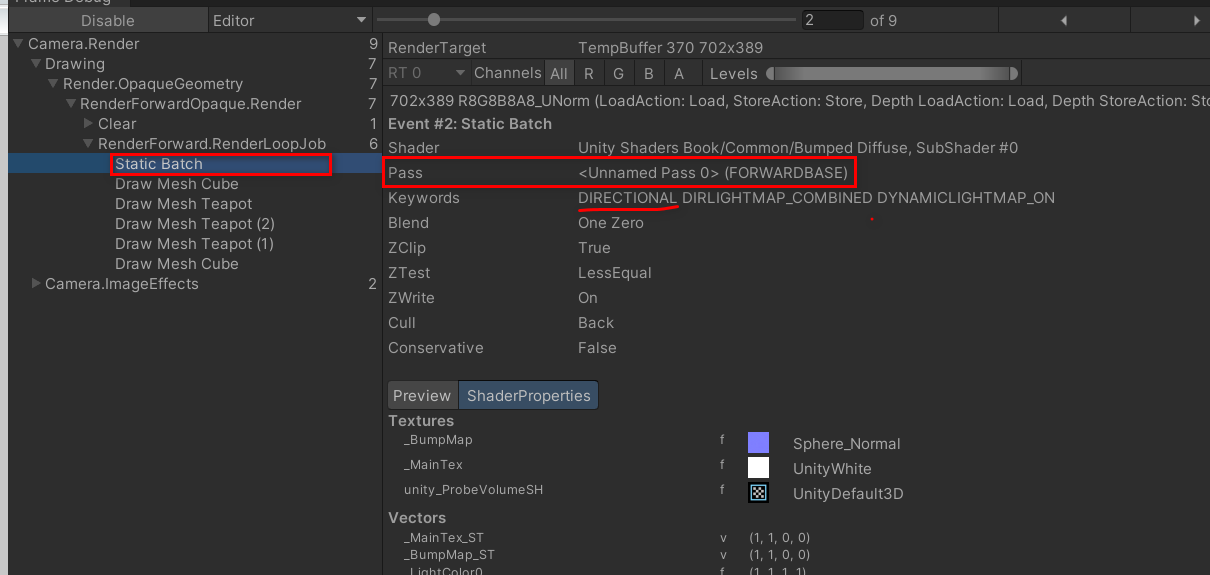 Frame Debug
Disable Editor 2 of 9
Camera.Render 9
Drawing 7
Render.OpaqueGeometry 7
RenderForwardOpaque.Render 7
Clear 1
RenderForward.RenderLoopJob 6
Static Batch
Draw Mesh Cube
Draw Mesh Teapot
Draw Mesh Teapot (2)
Draw Mesh Teapot (1)
Draw Mesh Cube
Camera.ImageEffects 2
RenderTarget TempBuffer 370 702x389
RT 0 Channels All R G B A Levels
702x389 R8G8B8A8_UNorm (LoadAction: Load, StoreAction: Store, Depth LoadAction: Load, Depth StoreAction: Sto
Event #2: Static Batch
Shader Unity Shaders Book/Common/Bumped Diffuse, SubShader #0
Pass <Unnamed Pass 0> (FORWARDBASE)
Keywords DIRECTIONAL DIRLIGHTMAP_COMBINED DYNAMICLIGHTMAP_ON
Blend One Zero
ZClip True
ZTest LessEqual
ZWrite On
Cull Back
Conservative False
Preview ShaderProperties
Textures
_BumpMap f Sphere_Normal
_MainTex f UnityWhite
unity_ProbeVolumeSH f UnityDefault3D
Vectors
_MainTex_ST v (1, 1, 0, 0)
_BumpMap_ST v (1, 1, 0, 0)
_LightColor0 f (1, 1, 1, 1)